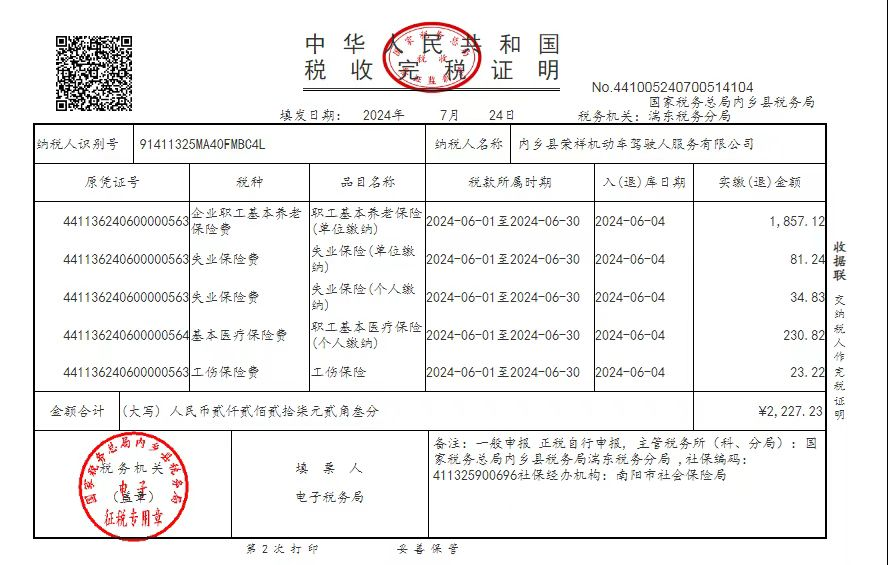 中华人民共和国
税收完税证明
No.441005240700514104
国家税务总局内乡县税务局
填发日期: 2024年 7月 24日 税务机关: 湍东税务分局
纳税人识别号 91411325MA40FMBC4L 纳税人名称 内乡县荣祥机动车驾驶人服务有限公司
原凭证号 税种 品目名称 税款所属时期 入(退)库日期 实缴(退)金额
441136240600000563 企业职工基本养老保险费 职工基本养老保险(单位缴纳) 2024-06-01至2024-06-30 2024-06-04 1,857.12
441136240600000563 失业保险费 失业保险(单位缴纳) 2024-06-01至2024-06-30 2024-06-04 81.24
441136240600000563 失业保险费 失业保险(个人缴纳) 2024-06-01至2024-06-30 2024-06-04 34.83
441136240600000564 基本医疗保险费 职工基本医疗保险(个人缴纳) 2024-06-01至2024-06-30 2024-06-04 230.82
441136240600000563 工伤保险费 工伤保险 2024-06-01至2024-06-30 2024-06-04 23.22
金额合计 (大写) 人民币贰仟贰佰贰拾柒元贰角叁分 ¥2,227.23
税务机关
(盖章)
国家税务总局内乡县税务局
电子
征税专用章
填票人
电子税务局
备注: 一般申报 正税自行申报, 主管税务所（科、分局）: 国
家税务总局内乡县税务局湍东税务分局 ,社保编码:
411325900696社保经办机构: 南阳市社会保险局
收据联 交纳税人作完税证明
第2次打印 妥善保管